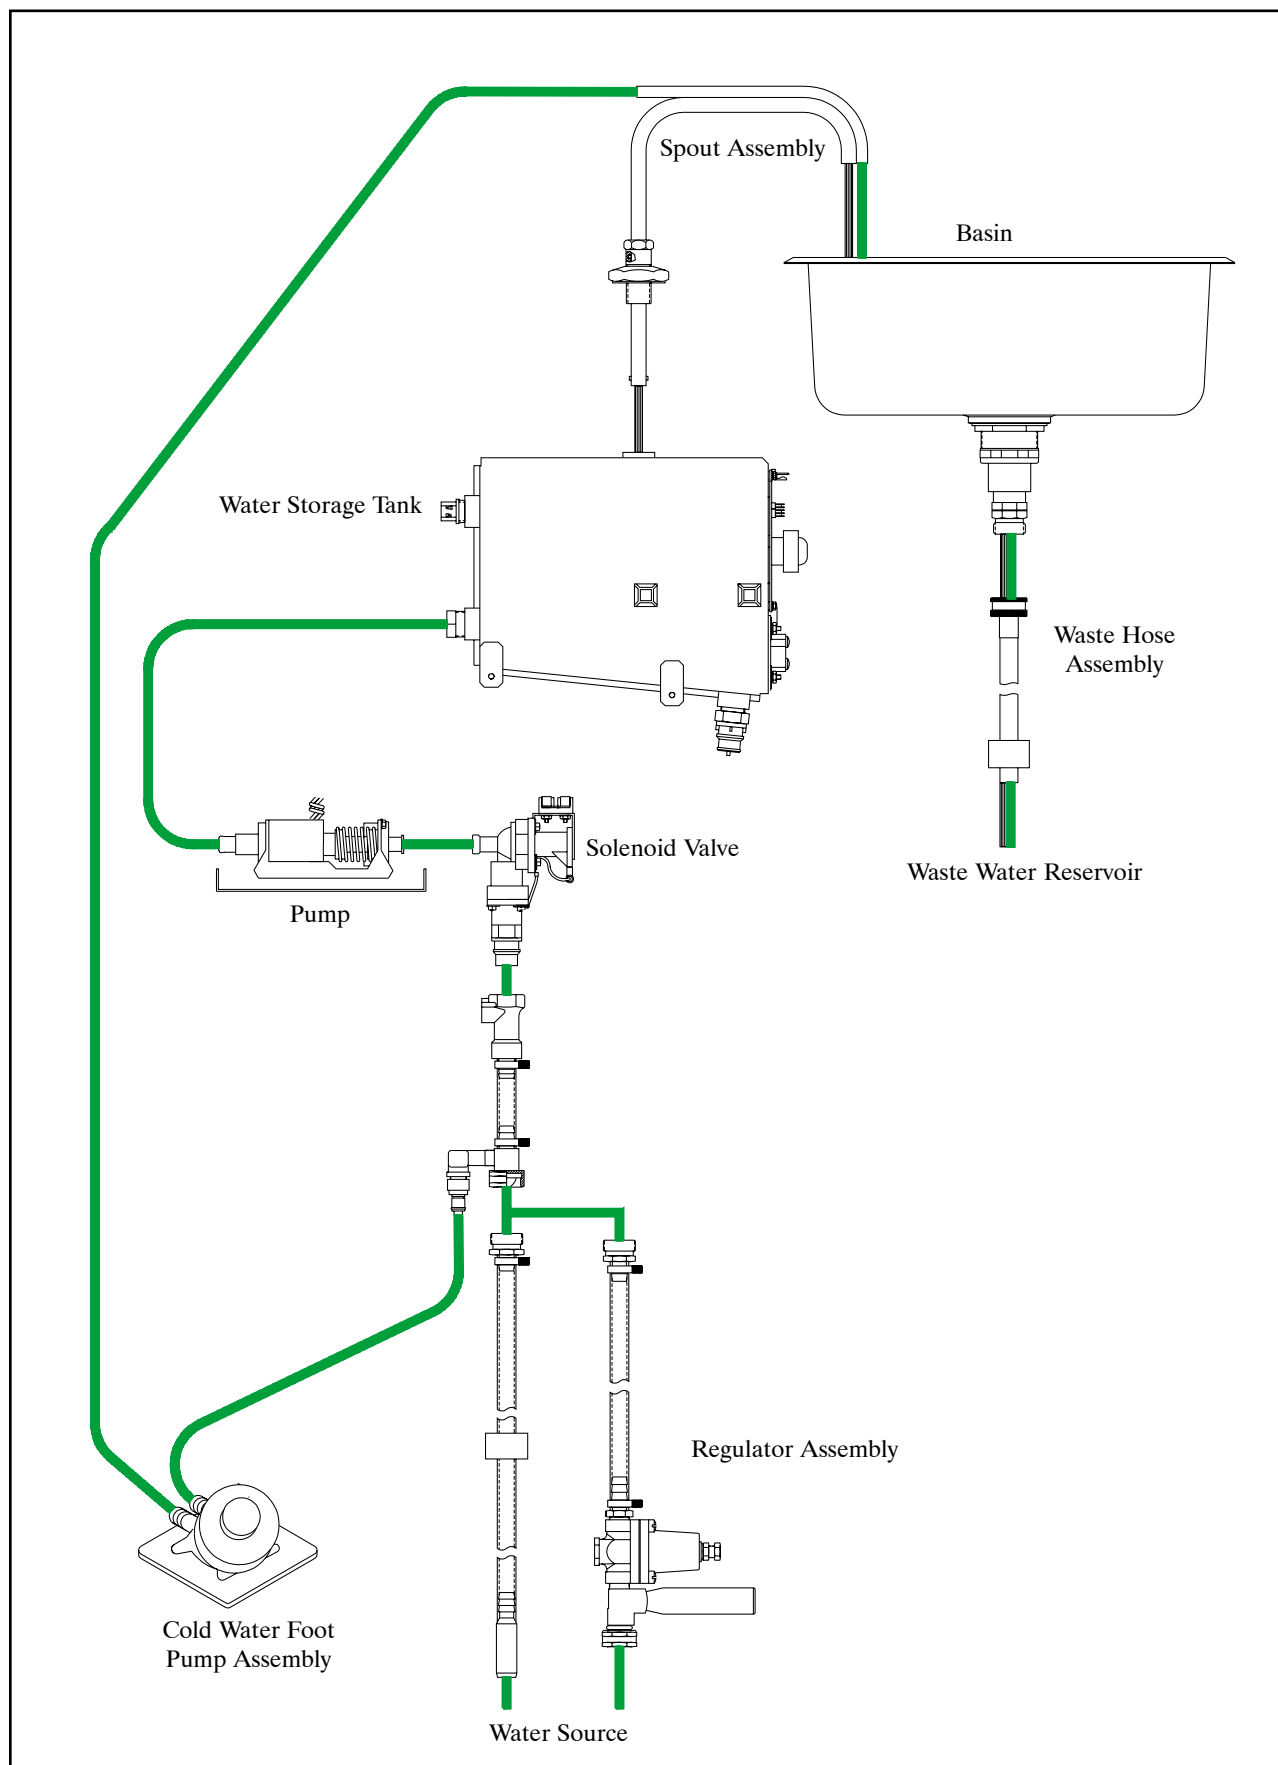 Spout Assembly
Basin
Water Storage Tank
Waste Hose
Assembly
Solenoid Valve
Waste Water Reservoir
Pump
Regulator Assembly
Cold Water Foot
Pump Assembly
Water Source